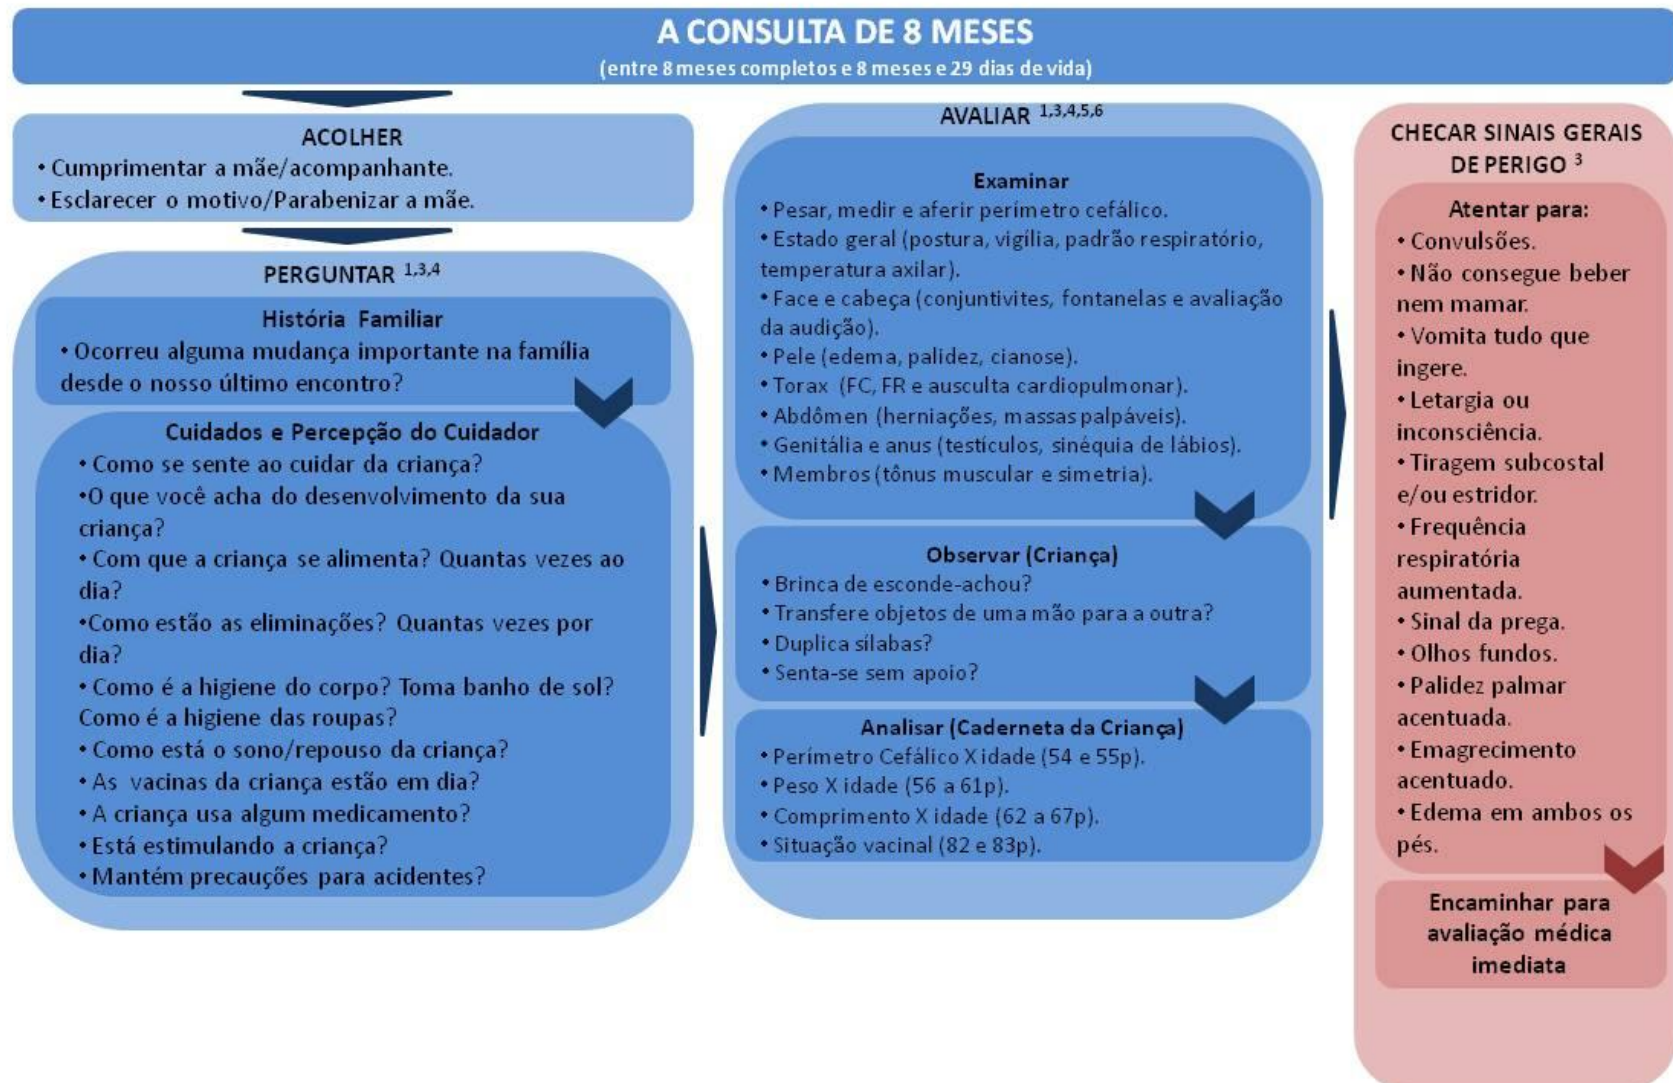 A CONSULTA DE 8 MESES
(entre 8 meses completos e 8 meses e 29 dias de vida)
ACOLHER
• Cumprimentar a mãe/acompanhante.
• Esclarecer o motivo/Parabenizar a mãe.
PERGUNTAR 1,3,4
História Familiar
• Ocorreu alguma mudança importante na família
desde o nosso último encontro?
Cuidados e Percepção do Cuidador
• Como se sente ao cuidar da criança?
•O que você acha do desenvolvimento da sua
criança?
• Com que a criança se alimenta? Quantas vezes ao
dia?
•Como estão as eliminações? Quantas vezes por
dia?
• Como é a higiene do corpo? Toma banho de sol?
Como é a higiene das roupas?
• Como está o sono/repouso da criança?
• As vacinas da criança estão em dia?
• A criança usa algum medicamento?
• Está estimulando a criança?
• Mantém precauções para acidentes?
AVALIAR 1,3,4,5,6
Examinar
• Pesar, medir e aferir perímetro cefálico.
• Estado geral (postura, vigília, padrão respiratório,
temperatura axilar).
• Face e cabeça (conjuntivites, fontanelas e avaliação
da audição).
• Pele (edema, palidez, cianose).
• Torax (FC, FR e ausculta cardiopulmonar).
• Abdômen (herniações, massas palpáveis).
• Genitália e anus (testículos, sinéquia de lábios).
• Membros (tônus muscular e simetria).
Observar (Criança)
• Brinca de esconde-achou?
• Transfere objetos de uma mão para a outra?
• Duplica sílabas?
• Senta-se sem apoio?
Analisar (Caderneta da Criança)
• Perímetro Cefálico X idade (54 e 55p).
• Peso X idade (56 a 61p).
• Comprimento X idade (62 a 67p).
• Situação vacinal (82 e 83p).
CHECAR SINAIS GERAIS
DE PERIGO 3
Atentar para:
• Convulsões.
• Não consegue beber
nem mamar.
• Vomita tudo que
ingere.
• Letargia ou
inconsciência.
• Tiragem subcostal
e/ou estridor.
• Frequência
respiratória
aumentada.
• Sinal da prega.
• Olhos fundos.
• Palidez palmar
acentuada.
• Emagrecimento
acentuado.
• Edema em ambos os
pés.
Encaminhar para
avaliação médica
imediata